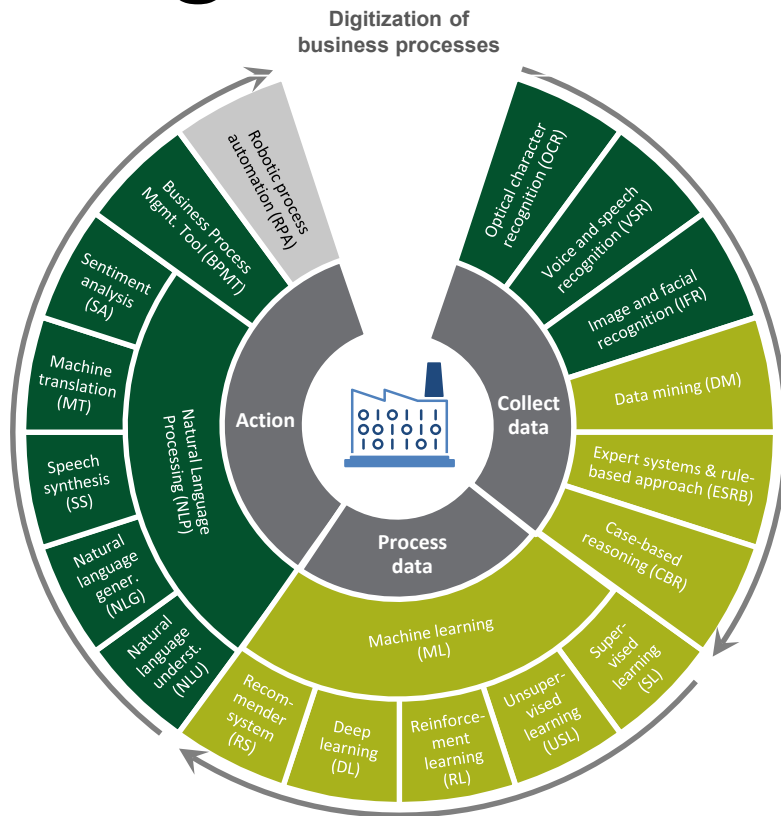 Digitization of
business processes
Optical character
recognition (OCR)
Voice and speech
recognition (VSR)
Image and facial
recognition (IFR)
Data mining (DM)
Expert systems & rule-
based approach (ESRB)
Case-based
reasoning (CBR)
Super-
vised
learning
(SL)
Unsuper-
vised
learning
(USL)
Reinforce-
ment
learning
(RL)
Deep
learning
(DL)
Recom-
mender
system
(RS)
Machine learning
(ML)
Natural
language
underst.
(NLU)
Natural
language
gener.
(NLG)
Speech
synthesis
(SS)
Machine
translation
(MT)
Sentiment
analysis
(SA)
Natural Language
Processing (NLP)
Business Process
Mgmt. Tool (BPMT)
Robotic process
automation (RPA)
Collect
data
Process
data
Action